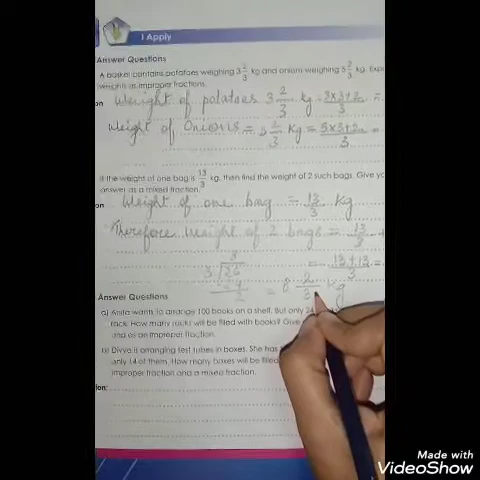 I Apply
Answer Questions
A basket contains potatoes weighing 3 2/3 kg and onions weighing 5 2/3 kg.
weights as improper fractions.
Weight of potatoes 3 2/3 kg = 3×3+2/3 =
Weight of Onions = 5 2/3 Kg = 5×3+2/3 =
If the weight of one bag is 13/3 kg, then find the weight of 2 such bags. Give
answer as a mixed fraction.
Weight of one bag = 13/3 Kg
Therefore weight of 2 bags = 13/3 +
= 13+13/3 =
8
3 √26
-24
2
= 8 2/3 kg
Answer Questions
a) Anita wants to arrange 100 books on a shelf. But only 24
rack. How many racks will be filled with books? Give
as an improper fraction.
b) Divya is arranging test tubes in boxes. She has
only 14 of them. How many boxes will be filled
improper fraction and a mixed fraction.
Made with
VideoShow